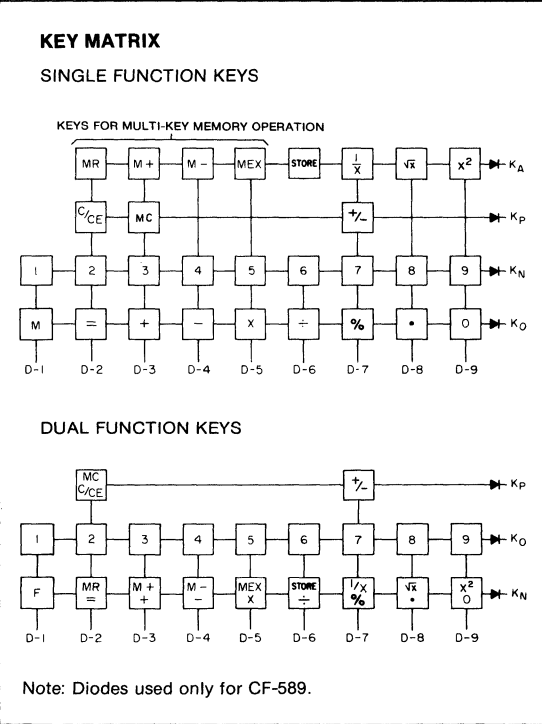 KEY MATRIX
SINGLE FUNCTION KEYS
KEYS FOR MULTI-KEY MEMORY OPERATION
MR M+ M- MEX STORE 1/X √x X² KA
C/CE MC +/- KP
1 2 3 4 5 6 7 8 9 KN
M = + - X ÷ % • 0 KO
D-1 D-2 D-3 D-4 D-5 D-6 D-7 D-8 D-9
DUAL FUNCTION KEYS
MC
C/CE +/- KP
1 2 3 4 5 6 7 8 9 KO
MR M+ M- MEX STORE 1/X √x X²
F = + - X ÷ % • 0 KN
D-1 D-2 D-3 D-4 D-5 D-6 D-7 D-8 D-9
Note: Diodes used only for CF-589.